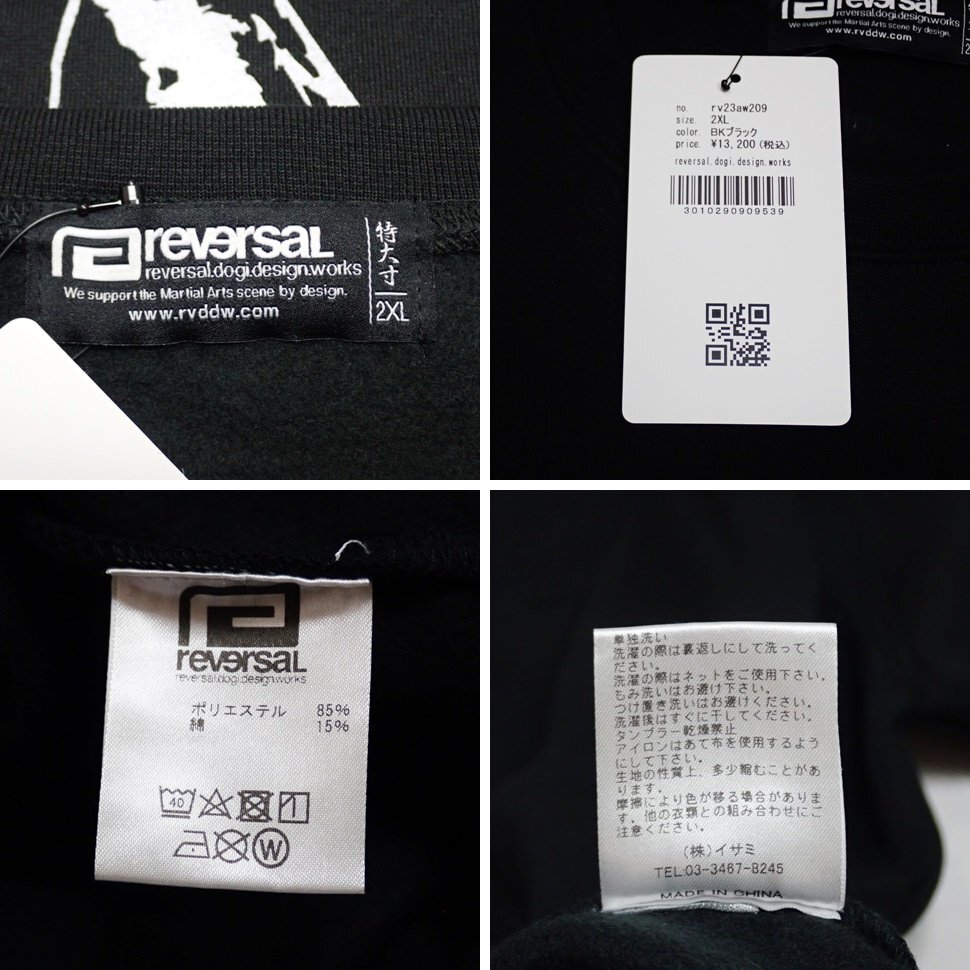 reversal
reversal.dogi.design.works
We support the Martial Arts scene by design.
www.rvddw.com
特大寸
2XL
reversal
reversal.dogi.design.works
We support the Martial Arts scene by design.
www.rvddw.com
no. rv23aw209
size. 2XL
color. BKブラック
price. ¥13,200(税込)
reversal.dogi.design.works
3010290909539
reversal
reversal.dogi.design.works
ポリエステル 85%
綿 15%
40
W
単独洗い
洗濯の際は裏返しにして洗ってく
ださい。
洗濯の際はネットをご使用下さい。
もみ洗いはお避け下さい。
つけ置き洗いはお避けください。
洗濯後はすぐに干してください。
タンブラー乾燥禁止
アイロンはあて布を使用するよう
にして下さい。
生地の性質上、多少縮むことがあ
ります。
摩擦により色が移る場合がありま
す。他の衣類との組み合わせにご
注意ください。
(株)イサミ
TEL:03-3467-8245
MADE IN CHINA